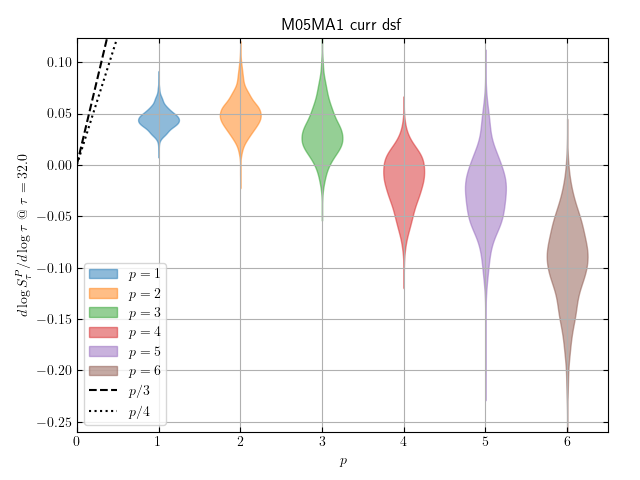 M05MA1 curr dsf
d log S_τ^P / d log τ @ τ = 32.0
0.10
0.05
0.00
−0.05
−0.10
−0.15
−0.20
−0.25
p = 1
p = 2
p = 3
p = 4
p = 5
p = 6
p/3
p/4
0 1 2 3 4 5 6
p